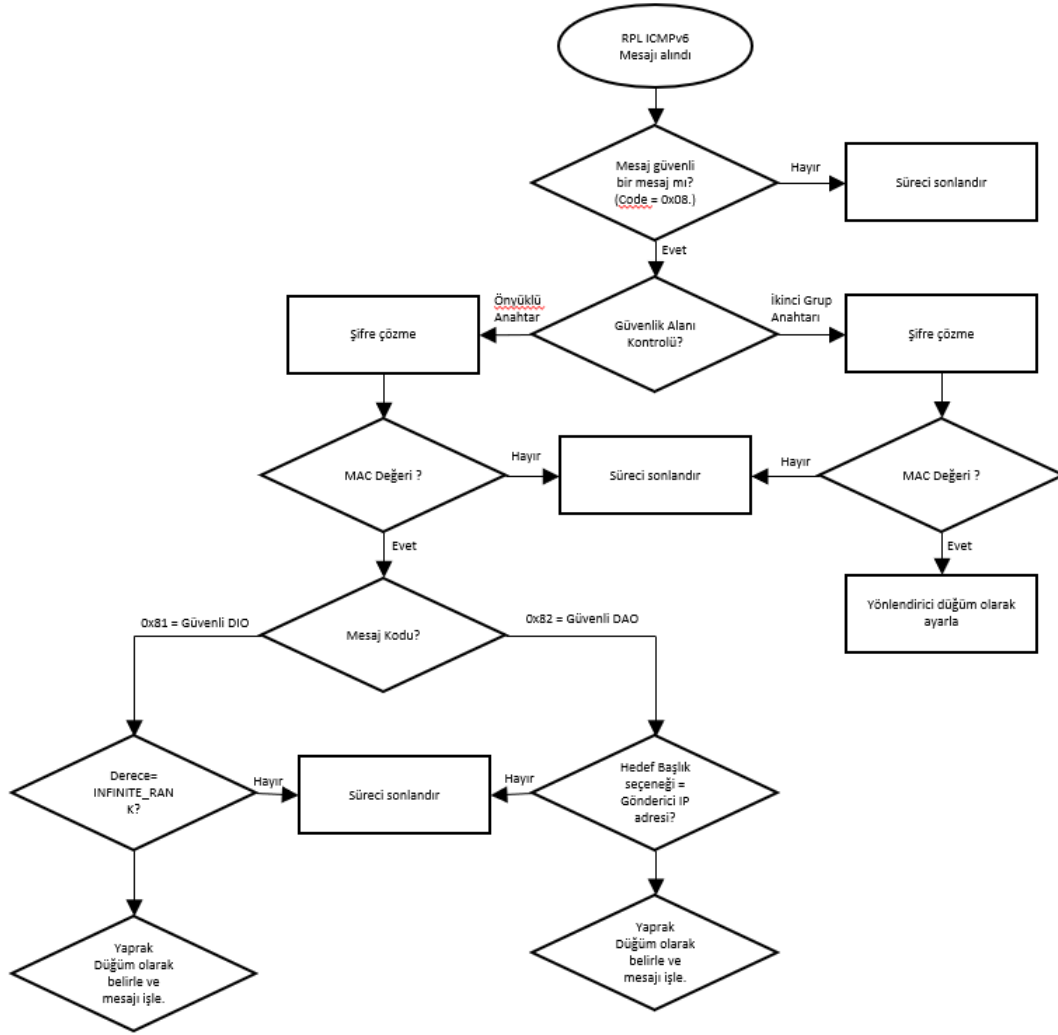 RPL ICMPv6
Mesajı alındı
Mesaj güvenli
bir mesaj mı?
(Code = 0x08.)
Hayır
Süreci sonlandır
Evet
Önyüklü
Anahtar
İkinci Grup
Anahtarı
Şifre çözme
Güvenlik Alanı
Kontrolü?
Şifre çözme
MAC Değeri ?
Hayır
Süreci sonlandır
Hayır
MAC Değeri ?
Evet
Evet
Yönlendirici düğüm olarak
ayarla
0x81 = Güvenli DIO
Mesaj Kodu?
0x82 = Güvenli DAO
Derece=
INFINITE_RAN
K?
Hayır
Süreci sonlandır
Hayır
Hedef Başlık
seçeneği =
Gönderici IP
adresi?
Yaprak
Düğüm olarak
belirle ve
mesajı işle.
Yaprak
Düğüm olarak
belirle ve
mesajı işle.